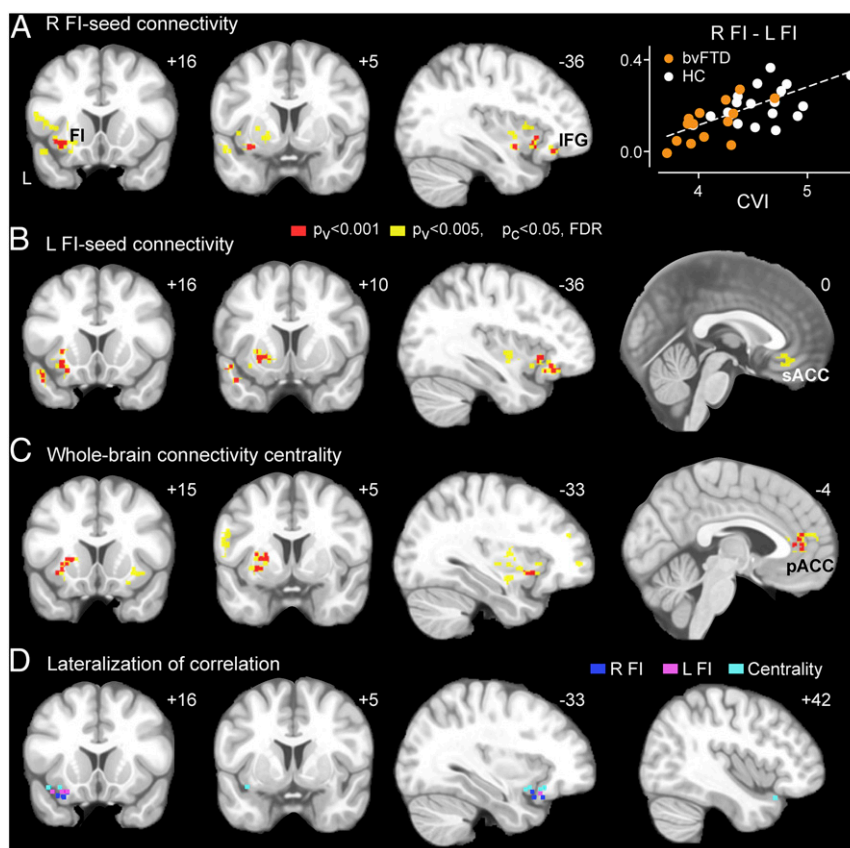 A R FI-seed connectivity
R FI - L FI
+16
+5
-36
0.4
bvFTD
HC
FI
IFG
L
0.0
4
5
CVI
pv<0.001 pv<0.005, pc<0.05, FDR
B L FI-seed connectivity
+16
+10
-36
0
sACC
C Whole-brain connectivity centrality
+15
+5
-33
-4
pACC
D Lateralization of correlation
R FI L FI Centrality
+16
+5
-33
+42